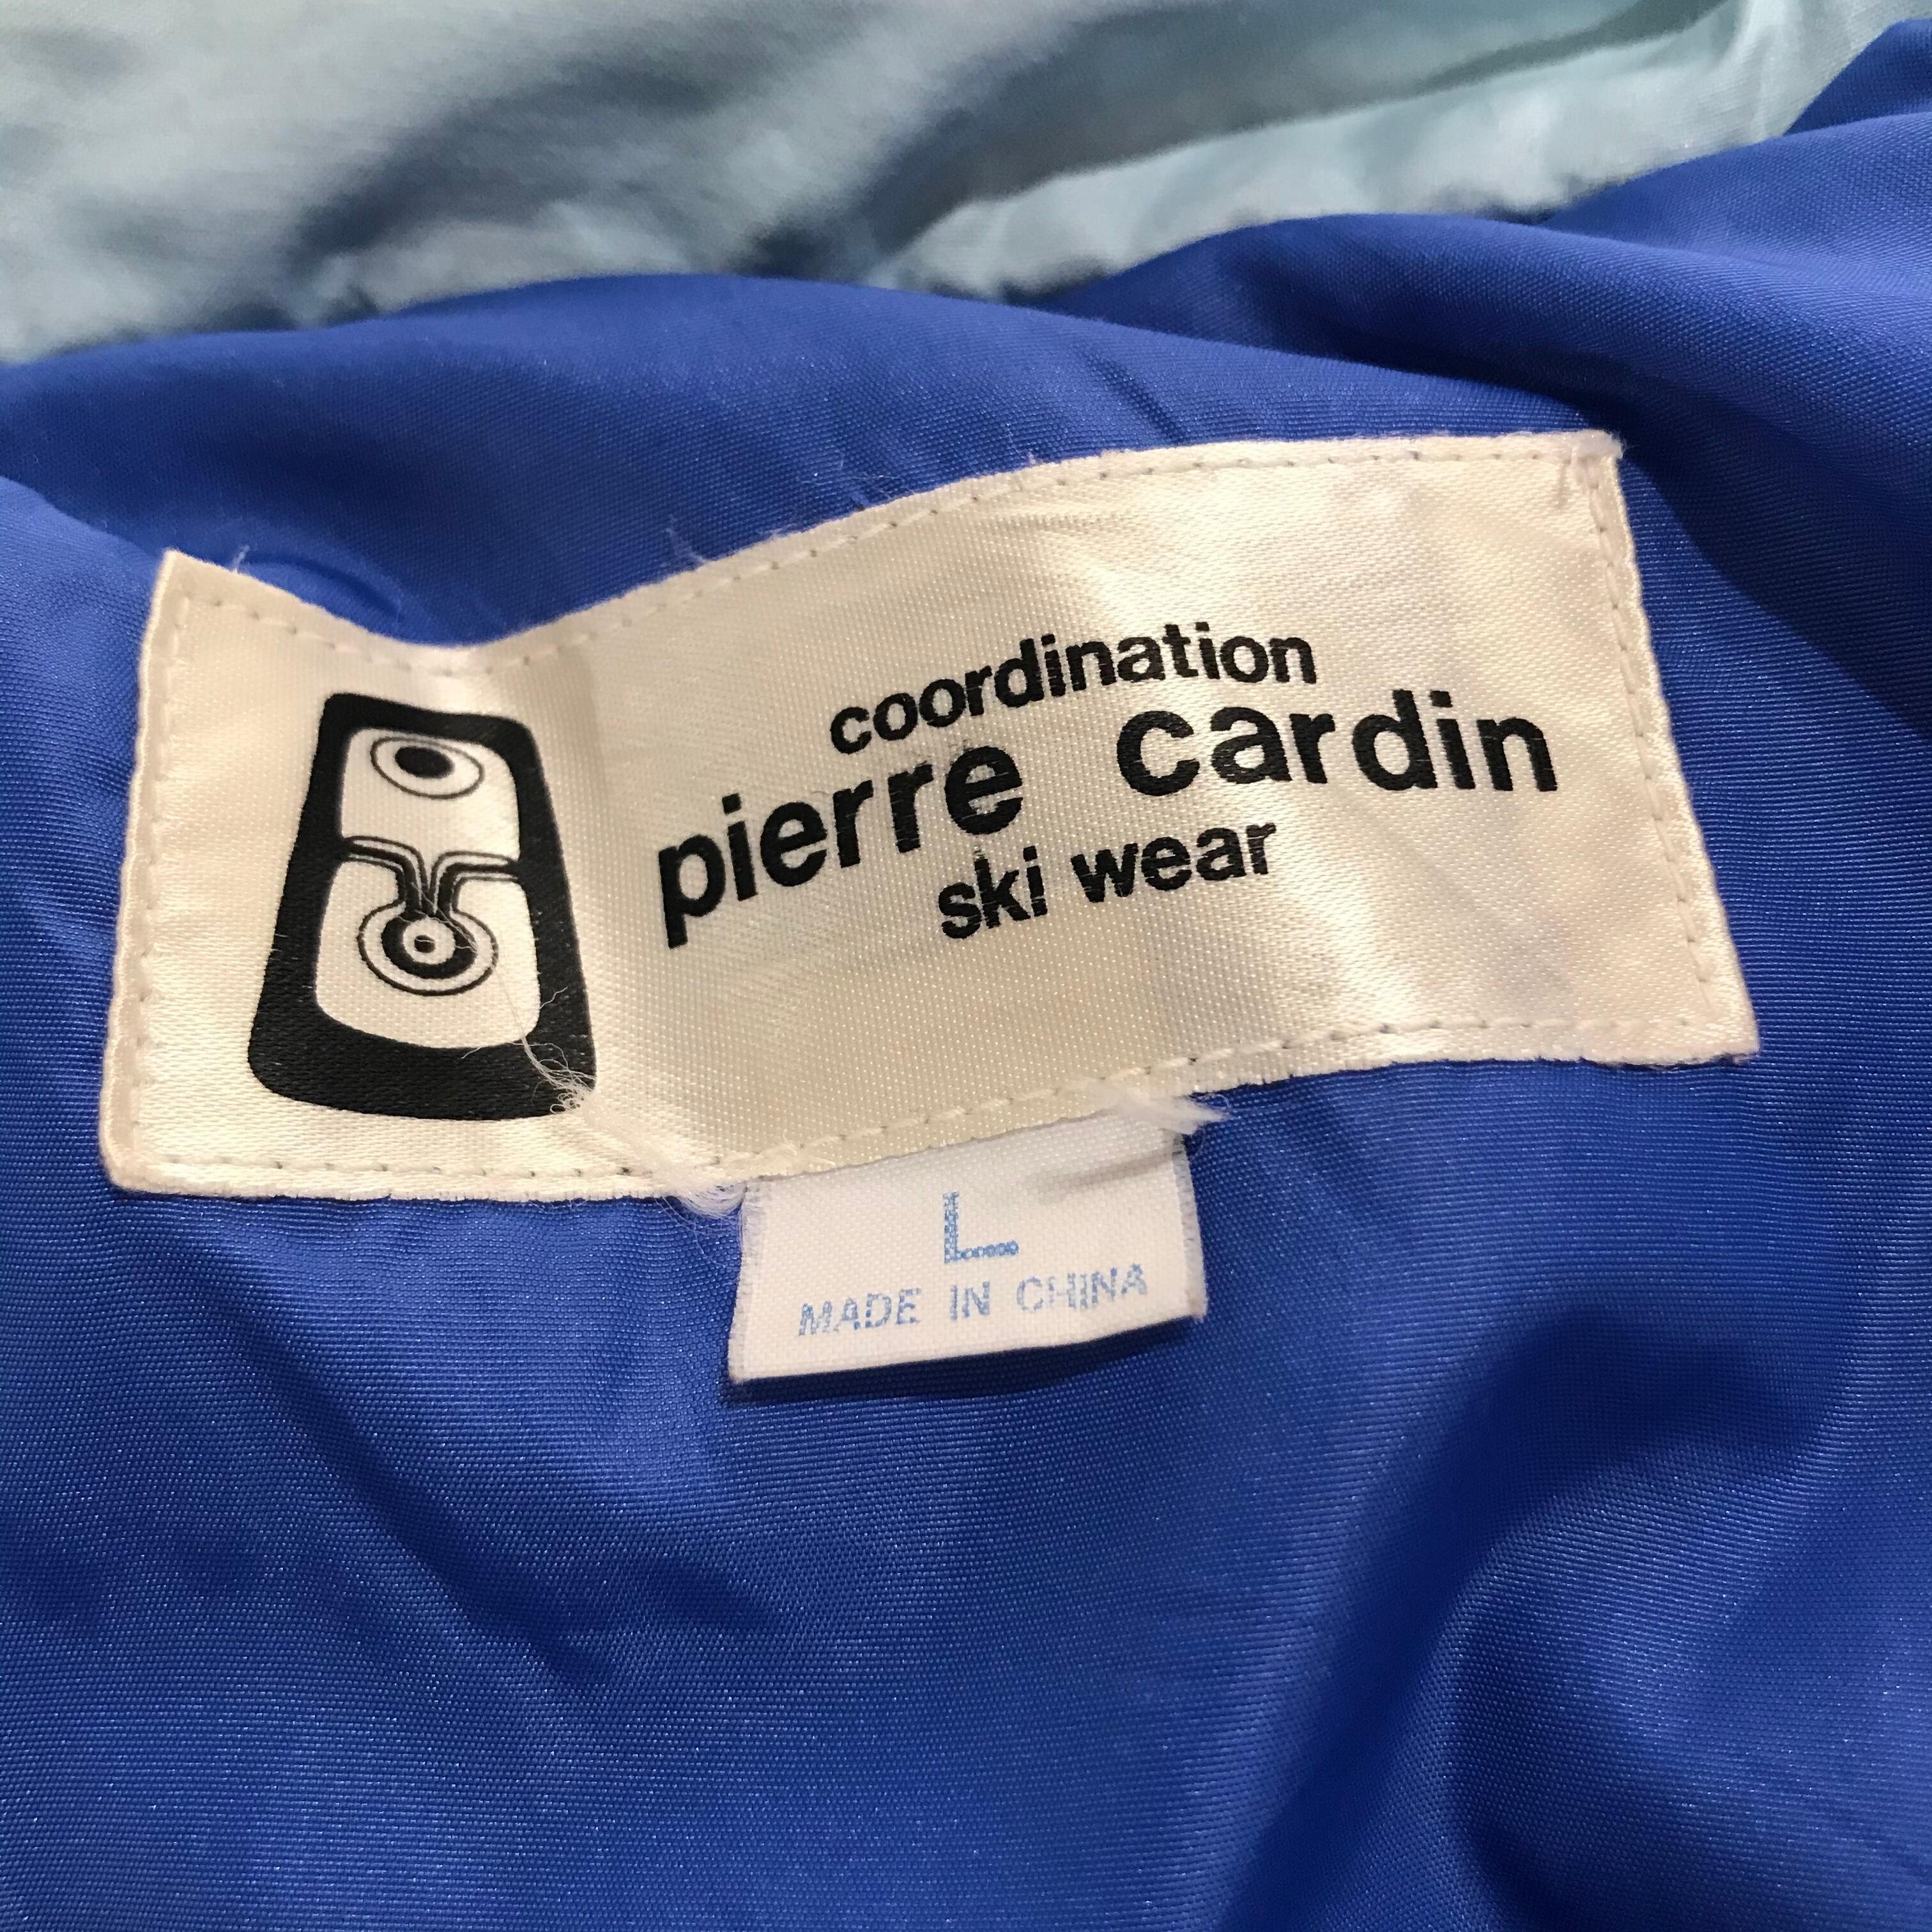 coordination
pierre cardin
ski wear
L
MADE IN CHINA